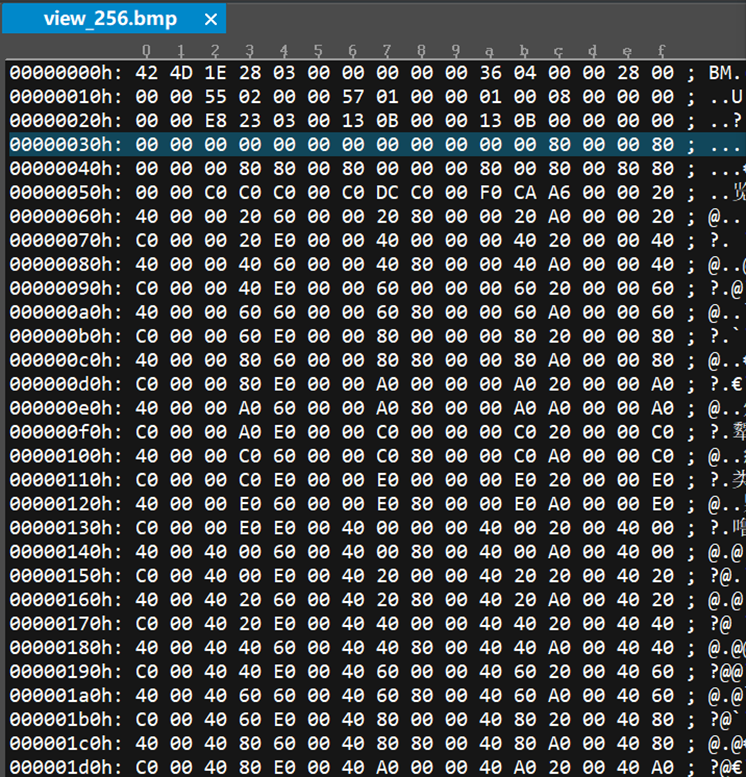 view_256.bmp ×
0 1 2 3 4 5 6 7 8 9 a b c d e f
00000000h: 42 4D 1E 28 03 00 00 00 00 00 36 04 00 00 28 00 ; BM.
00000010h: 00 00 55 02 00 00 57 01 00 00 01 00 08 00 00 00 ; ..U
00000020h: 00 00 E8 23 03 00 13 0B 00 00 13 0B 00 00 00 00 ; ..?
00000030h: 00 00 00 00 00 00 00 00 00 00 00 00 80 00 00 80 ; ...
00000040h: 00 00 00 80 80 00 80 00 00 00 80 00 80 00 80 80 ; ...
00000050h: 00 00 C0 C0 C0 00 C0 DC C0 00 F0 CA A6 00 00 20 ; ..览
00000060h: 40 00 00 20 60 00 00 20 80 00 00 20 A0 00 00 20 ; @..
00000070h: C0 00 00 20 E0 00 00 40 00 00 00 40 20 00 00 40 ; ?.
00000080h: 40 00 00 40 60 00 00 40 80 00 00 40 A0 00 00 40 ; @..@
00000090h: C0 00 00 40 E0 00 00 60 00 00 00 60 20 00 00 60 ; ?.@
000000a0h: 40 00 00 60 60 00 00 60 80 00 00 60 A0 00 00 60 ; @..
000000b0h: C0 00 00 60 E0 00 00 80 00 00 00 80 20 00 00 80 ; ?.`
000000c0h: 40 00 00 80 60 00 00 80 80 00 00 80 A0 00 00 80 ; @..€
000000d0h: C0 00 00 80 E0 00 00 A0 00 00 00 A0 20 00 00 A0 ; ?.€
000000e0h: 40 00 00 A0 60 00 00 A0 80 00 00 A0 A0 00 00 A0 ; @..
000000f0h: C0 00 00 A0 E0 00 00 C0 00 00 00 C0 20 00 00 C0 ; ?.
00000100h: 40 00 00 C0 60 00 00 C0 80 00 00 C0 A0 00 00 C0 ; @..
00000110h: C0 00 00 C0 E0 00 00 E0 00 00 00 E0 20 00 00 E0 ; ?.类
00000120h: 40 00 00 E0 60 00 00 E0 80 00 00 E0 A0 00 00 E0 ; @..
00000130h: C0 00 00 E0 E0 00 40 00 00 00 40 00 20 00 40 00 ; ?.噜
00000140h: 40 00 40 00 60 00 40 00 80 00 40 00 A0 00 40 00 ; @.@
00000150h: C0 00 40 00 E0 00 40 20 00 00 40 20 20 00 40 20 ; ?@.
00000160h: 40 00 40 20 60 00 40 20 80 00 40 20 A0 00 40 20 ; @.@
00000170h: C0 00 40 20 E0 00 40 40 00 00 40 40 20 00 40 40 ; ?@
00000180h: 40 00 40 40 60 00 40 40 80 00 40 40 A0 00 40 40 ; @.@@
00000190h: C0 00 40 40 E0 00 40 60 00 00 40 60 20 00 40 60 ; ?@@
000001a0h: 40 00 40 60 60 00 40 60 80 00 40 60 A0 00 40 60 ; @.@`
000001b0h: C0 00 40 60 E0 00 40 80 00 00 40 80 20 00 40 80 ; ?@`
000001c0h: 40 00 40 80 60 00 40 80 80 00 40 80 A0 00 40 80 ; @.@€
000001d0h: C0 00 40 80 E0 00 40 A0 00 00 40 A0 20 00 40 A0 ; ?@€